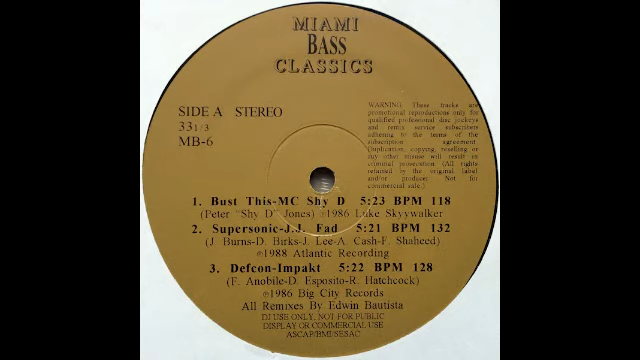 MIAMI
BASS
CLASSICS
SIDE A STEREO
33 1/3
MB-6
WARNING: These tracks are
promotional reproductions only for
qualified professional disc jockeys
and remix service subscribers
adhering to the terms of the
subscription agreement.
Duplication, copying, reselling or
any other misuse will result in
criminal prosecution. (All rights
retained by the original label
and/or producer. Not for
commercial sale.)
1. Bust This-MC Shy D 5:23 BPM 118
(Peter "Shy D" Jones) ℗1986 Luke Skyywalker
2. Supersonic-J.J. Fad 5:21 BPM 132
(J. Burns-D. Birks-J. Lee-A. Cash-F. Shaheed)
℗1988 Atlantic Recording
3. Defcon-Impakt 5:22 BPM 128
(F. Anobile-D. Esposito-R. Hatchcock)
℗1986 Big City Records
All Remixes By Edwin Bautista
DJ USE ONLY, NOT FOR PUBLIC
DISPLAY OR COMMERCIAL USE
ASCAP/BMI/SESAC